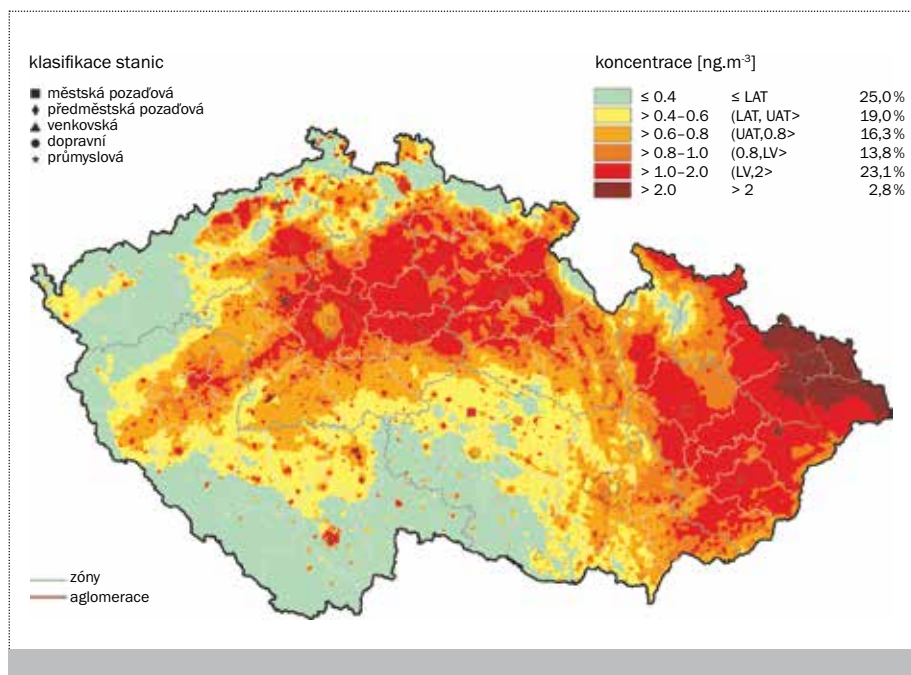 klasifikace stanic
městská pozaďová
předměstská pozaďová
venkovská
dopravní
průmyslová
koncentrace [ng.m-3]
≤ 0.4 ≤ LAT 25,0 %
> 0.4–0.6 (LAT, UAT> 19,0 %
> 0.6–0.8 (UAT,0.8> 16,3 %
> 0.8–1.0 (0.8,LV> 13,8 %
> 1.0–2.0 (LV,2> 23,1 %
> 2.0 > 2 2,8 %
zóny
aglomerace